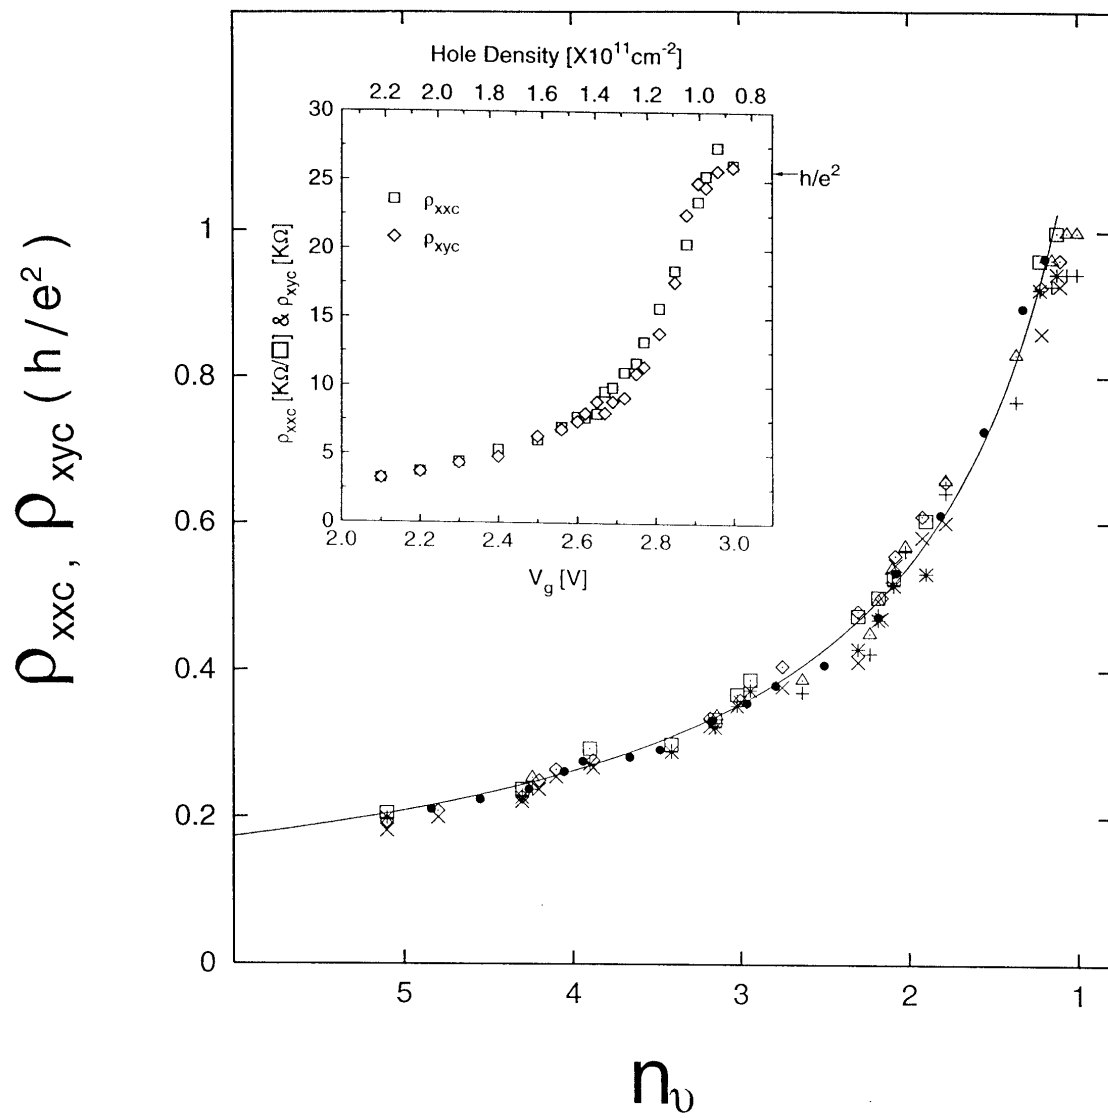 Hole Density [X10¹¹cm⁻²]
2.2 2.0 1.8 1.6 1.4 1.2 1.0 0.8
30
25
20
15
10
5
0
ρxxc [KΩ/□] & ρxyc [KΩ]
ρxxc
ρxyc
h/e²
2.0 2.2 2.4 2.6 2.8 3.0
Vg [V]
ρxxc, ρxyc (h/e²)
1
0.8
0.6
0.4
0.2
0
5 4 3 2 1
nυ